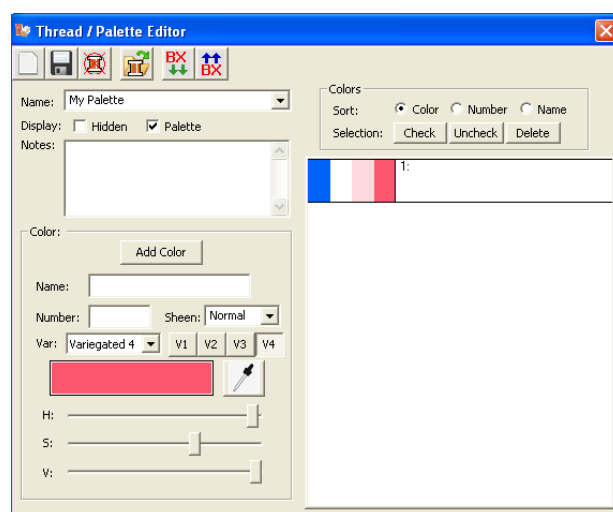 Thread / Palette Editor
BX
BX
Name: My Palette
Display: Hidden Palette
Notes:
Color:
Add Color
Name:
Number: Sheen: Normal
Var: Variegated 4 V1 V2 V3 V4
H:
S:
V:
Colors
Sort: Color Number Name
Selection: Check Uncheck Delete
1: